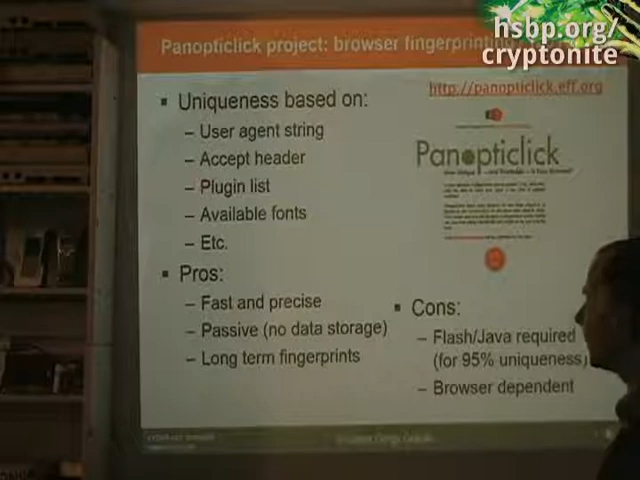 hsbp.org/
cryptonite
Panopticlick project: browser fingerprinting
http://panopticlick.eff.org
▪ Uniqueness based on:
– User agent string
– Accept header
– Plugin list
– Available fonts
– Etc.
Panopticlick
▪ Pros:
– Fast and precise
– Passive (no data storage)
– Long term fingerprints
▪ Cons:
– Flash/Java required
(for 95% uniqueness)
– Browser dependent